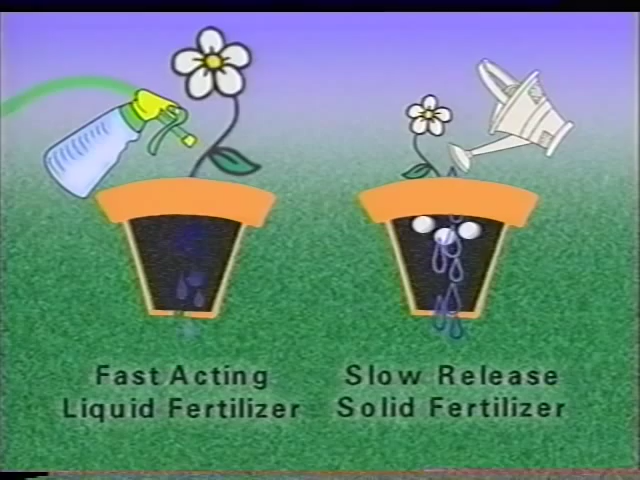 Fast Acting
Liquid Fertilizer
Slow Release
Solid Fertilizer